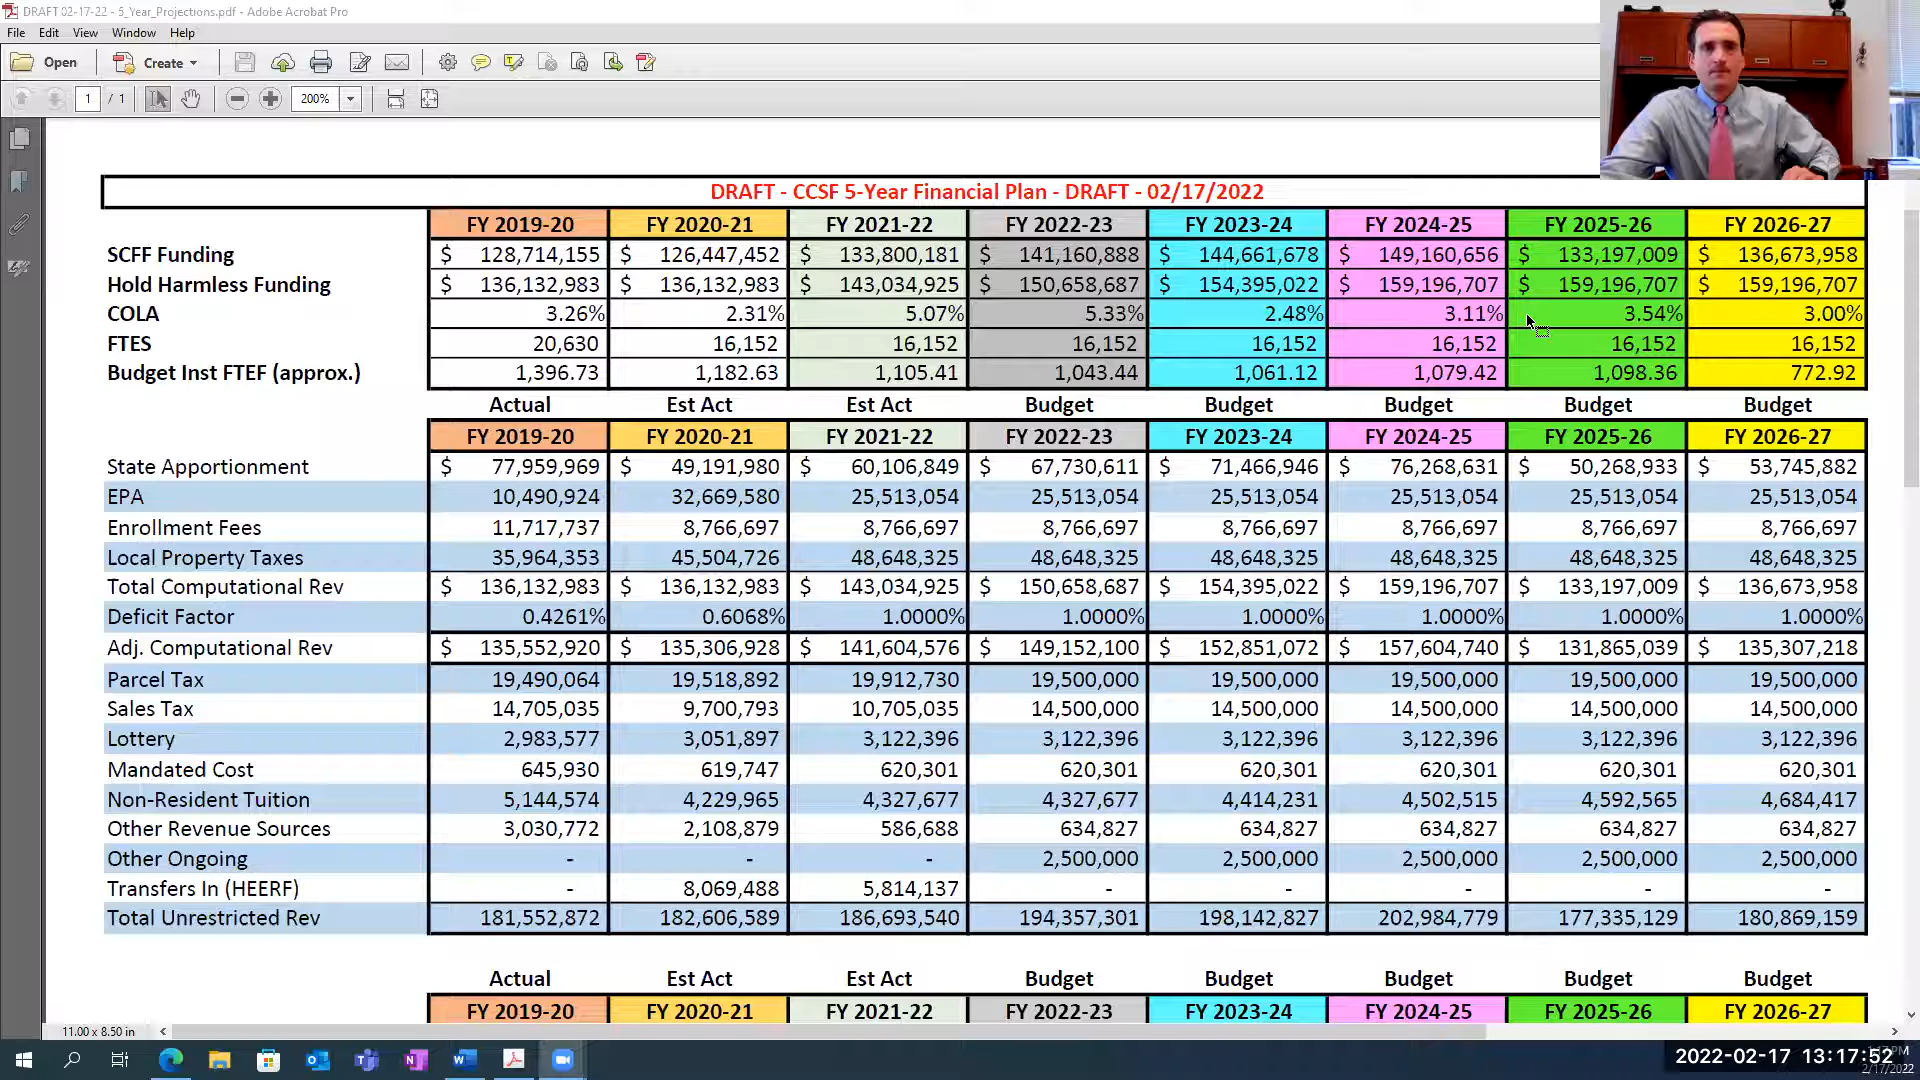 DRAFT 02-17-22 - 5_Year_Projections.pdf - Adobe Acrobat Pro
File Edit View Window Help
Open Create
1 / 1 200%
DRAFT - CCSF 5-Year Financial Plan - DRAFT - 02/17/2022
FY 2019-20 FY 2020-21 FY 2021-22 FY 2022-23 FY 2023-24 FY 2024-25 FY 2025-26 FY 2026-27
SCFF Funding $ 128,714,155 $ 126,447,452 $ 133,800,181 $ 141,160,888 $ 144,661,678 $ 149,160,656 $ 133,197,009 $ 136,673,958
Hold Harmless Funding $ 136,132,983 $ 136,132,983 $ 143,034,925 $ 150,658,687 $ 154,395,022 $ 159,196,707 $ 159,196,707 $ 159,196,707
COLA 3.26% 2.31% 5.07% 5.33% 2.48% 3.11% 3.54% 3.00%
FTES 20,630 16,152 16,152 16,152 16,152 16,152 16,152 16,152
Budget Inst FTEF (approx.) 1,396.73 1,182.63 1,105.41 1,043.44 1,061.12 1,079.42 1,098.36 772.92
Actual Est Act Est Act Budget Budget Budget Budget Budget
FY 2019-20 FY 2020-21 FY 2021-22 FY 2022-23 FY 2023-24 FY 2024-25 FY 2025-26 FY 2026-27
State Apportionment $ 77,959,969 $ 49,191,980 $ 60,106,849 $ 67,730,611 $ 71,466,946 $ 76,268,631 $ 50,268,933 $ 53,745,882
EPA 10,490,924 32,669,580 25,513,054 25,513,054 25,513,054 25,513,054 25,513,054 25,513,054
Enrollment Fees 11,717,737 8,766,697 8,766,697 8,766,697 8,766,697 8,766,697 8,766,697 8,766,697
Local Property Taxes 35,964,353 45,504,726 48,648,325 48,648,325 48,648,325 48,648,325 48,648,325 48,648,325
Total Computational Rev $ 136,132,983 $ 136,132,983 $ 143,034,925 $ 150,658,687 $ 154,395,022 $ 159,196,707 $ 133,197,009 $ 136,673,958
Deficit Factor 0.4261% 0.6068% 1.0000% 1.0000% 1.0000% 1.0000% 1.0000% 1.0000%
Adj. Computational Rev $ 135,552,920 $ 135,306,928 $ 141,604,576 $ 149,152,100 $ 152,851,072 $ 157,604,740 $ 131,865,039 $ 135,307,218
Parcel Tax 19,490,064 19,518,892 19,912,730 19,500,000 19,500,000 19,500,000 19,500,000 19,500,000
Sales Tax 14,705,035 9,700,793 10,705,035 14,500,000 14,500,000 14,500,000 14,500,000 14,500,000
Lottery 2,983,577 3,051,897 3,122,396 3,122,396 3,122,396 3,122,396 3,122,396 3,122,396
Mandated Cost 645,930 619,747 620,301 620,301 620,301 620,301 620,301 620,301
Non-Resident Tuition 5,144,574 4,229,965 4,327,677 4,327,677 4,414,231 4,502,515 4,592,565 4,684,417
Other Revenue Sources 3,030,772 2,108,879 586,688 634,827 634,827 634,827 634,827 634,827
Other Ongoing - - - 2,500,000 2,500,000 2,500,000 2,500,000 2,500,000
Transfers In (HEERF) - 8,069,488 5,814,137 - - - - -
Total Unrestricted Rev 181,552,872 182,606,589 186,693,540 194,357,301 198,142,827 202,984,779 177,335,129 180,869,159
Actual Est Act Est Act Budget Budget Budget Budget Budget
FY 2019-20 FY 2020-21 FY 2021-22 FY 2022-23 FY 2023-24 FY 2024-25 FY 2025-26 FY 2026-27
11.00 x 8.50 in
2022-02-17 13:17:52
2/17/2022